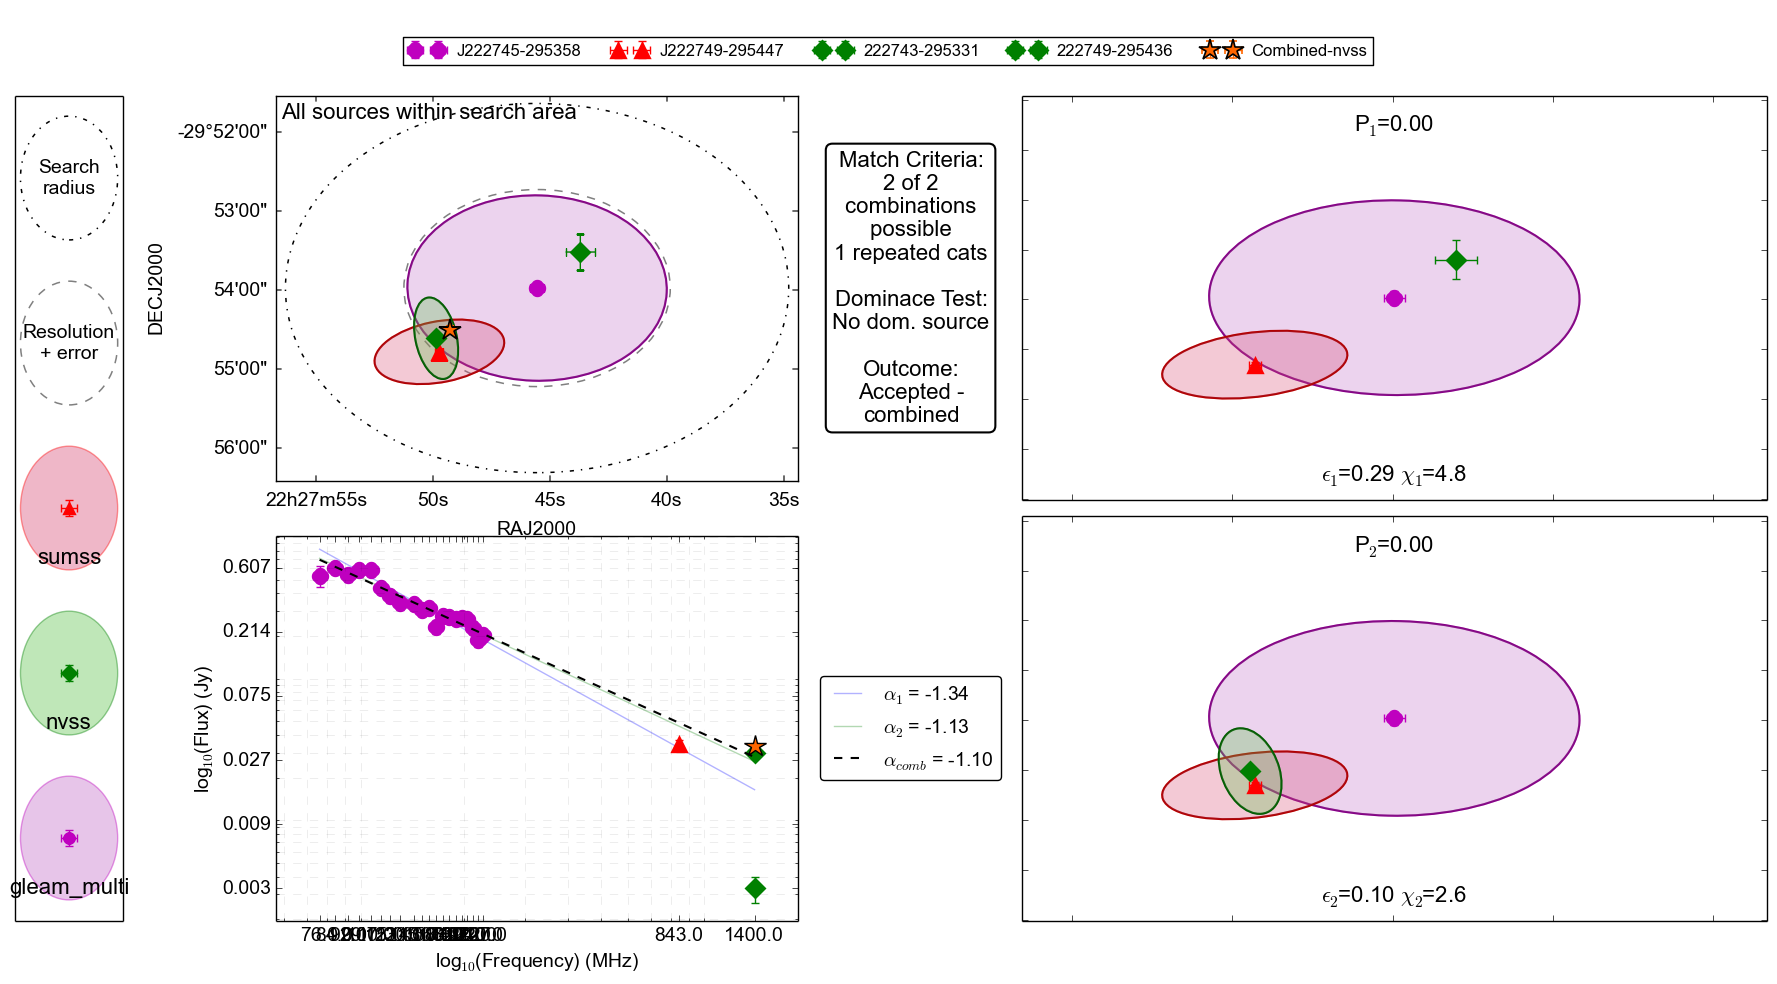 J222745-295358 J222749-295447 222743-295331 222749-295436 Combined-nvss
Search
radius
Resolution
+ error
sumss
nvss
gleam_multi
All sources within search area
-29°52'00"
53'00"
54'00"
55'00"
56'00"
DECJ2000
22h27m55s 50s 45s 40s 35s
RAJ2000
Match Criteria:
2 of 2
combinations
possible
1 repeated cats
Dominace Test:
No dom. source
Outcome:
Accepted -
combined
P1=0.00
ϵ1=0.29 χ1=4.8
0.607
0.214
0.075
0.027
0.009
0.003
log10(Flux) (Jy)
843.0 1400.0
log10(Frequency) (MHz)
α1 = -1.34
α2 = -1.13
αcomb = -1.10
P2=0.00
ϵ2=0.10 χ2=2.6